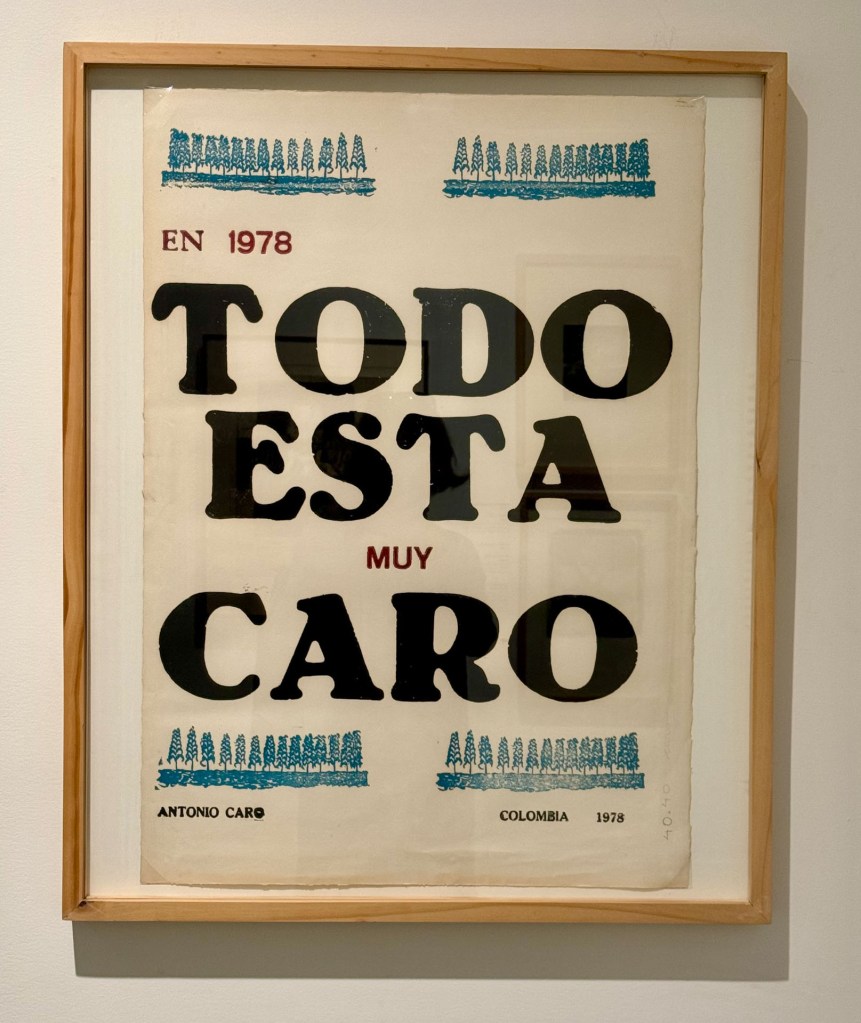 EN 1978
TODO
ESTA
MUY
CARO
ANTONIO CARO
COLOMBIA 1978